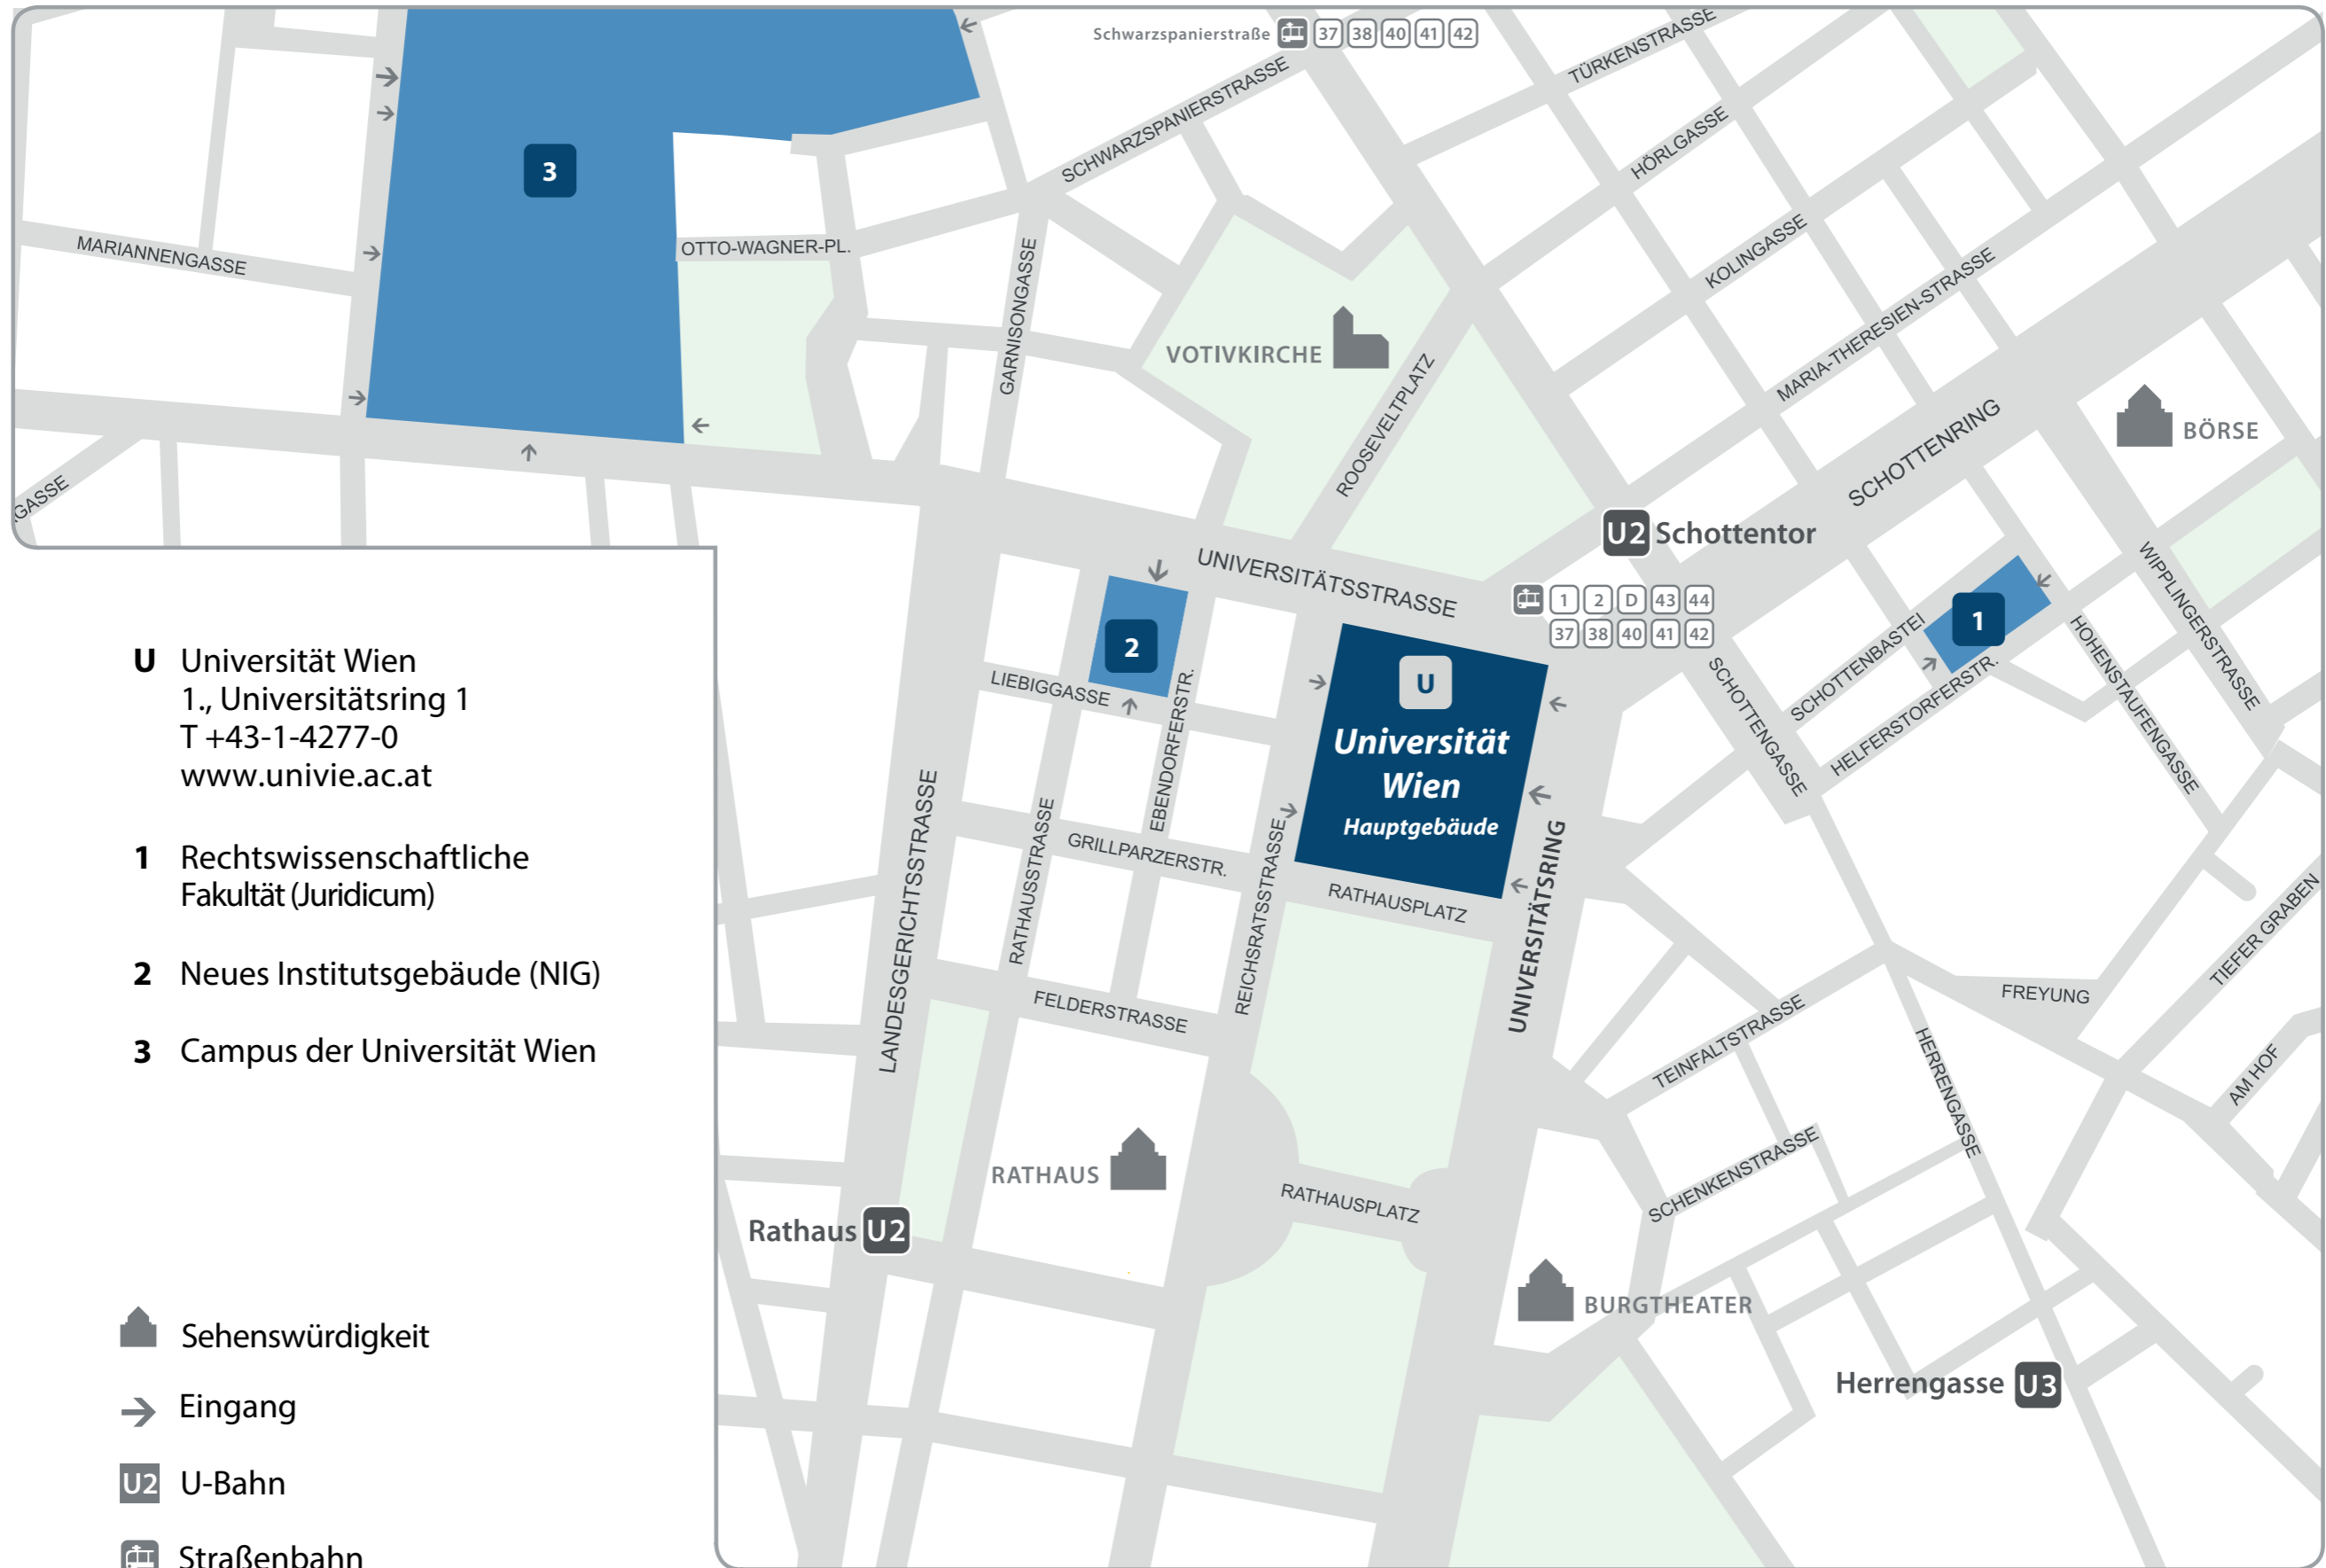 Schwarzspanierstraße 37 38 40 41 42
TÜRKENSTRASSE
SCHWARZSPANIERSTRASSE
HÖRLGASSE
3
MARIANNENGASSE
OTTO-WAGNER-PL.
GARNISONGASSE
KOLINGASSE
MARIA-THERESIEN-STRASSE
VOTIVKIRCHE
ROOSEVELTPLATZ
SCHOTTENRING
BÖRSE
GASSE
U2 Schottentor
UNIVERSITÄTSSTRASSE
1 2 D 43 44
37 38 40 41 42
WIPPLINGERSTRASSE
1
2
SCHOTTENBASTEI
HOHENSTAUFENGASSE
LIEBIGGASSE
EBENDORFERSTR.
SCHOTTENGASSE
HELFERSTORFERSTR.
U
Universität
Wien
Hauptgebäude
LANDESGERICHTSSTRASSE
RATHAUSSTRASSE
GRILLPARZERSTR.
REICHSRATSSTRASSE
RATHAUSPLATZ
UNIVERSITÄTSRING
TIEFER GRABEN
FELDERSTRASSE
FREYUNG
TEINFALTSTRASSE
HERRENGASSE
AM HOF
RATHAUS
SCHENKENSTRASSE
RATHAUSPLATZ
Rathaus U2
BURGTHEATER
Herrengasse U3
U Universität Wien
1., Universitätsring 1
T +43-1-4277-0
www.univie.ac.at
1 Rechtswissenschaftliche
Fakultät (Juridicum)
2 Neues Institutsgebäude (NIG)
3 Campus der Universität Wien
Sehenswürdigkeit
Eingang
U2 U-Bahn
Straßenbahn